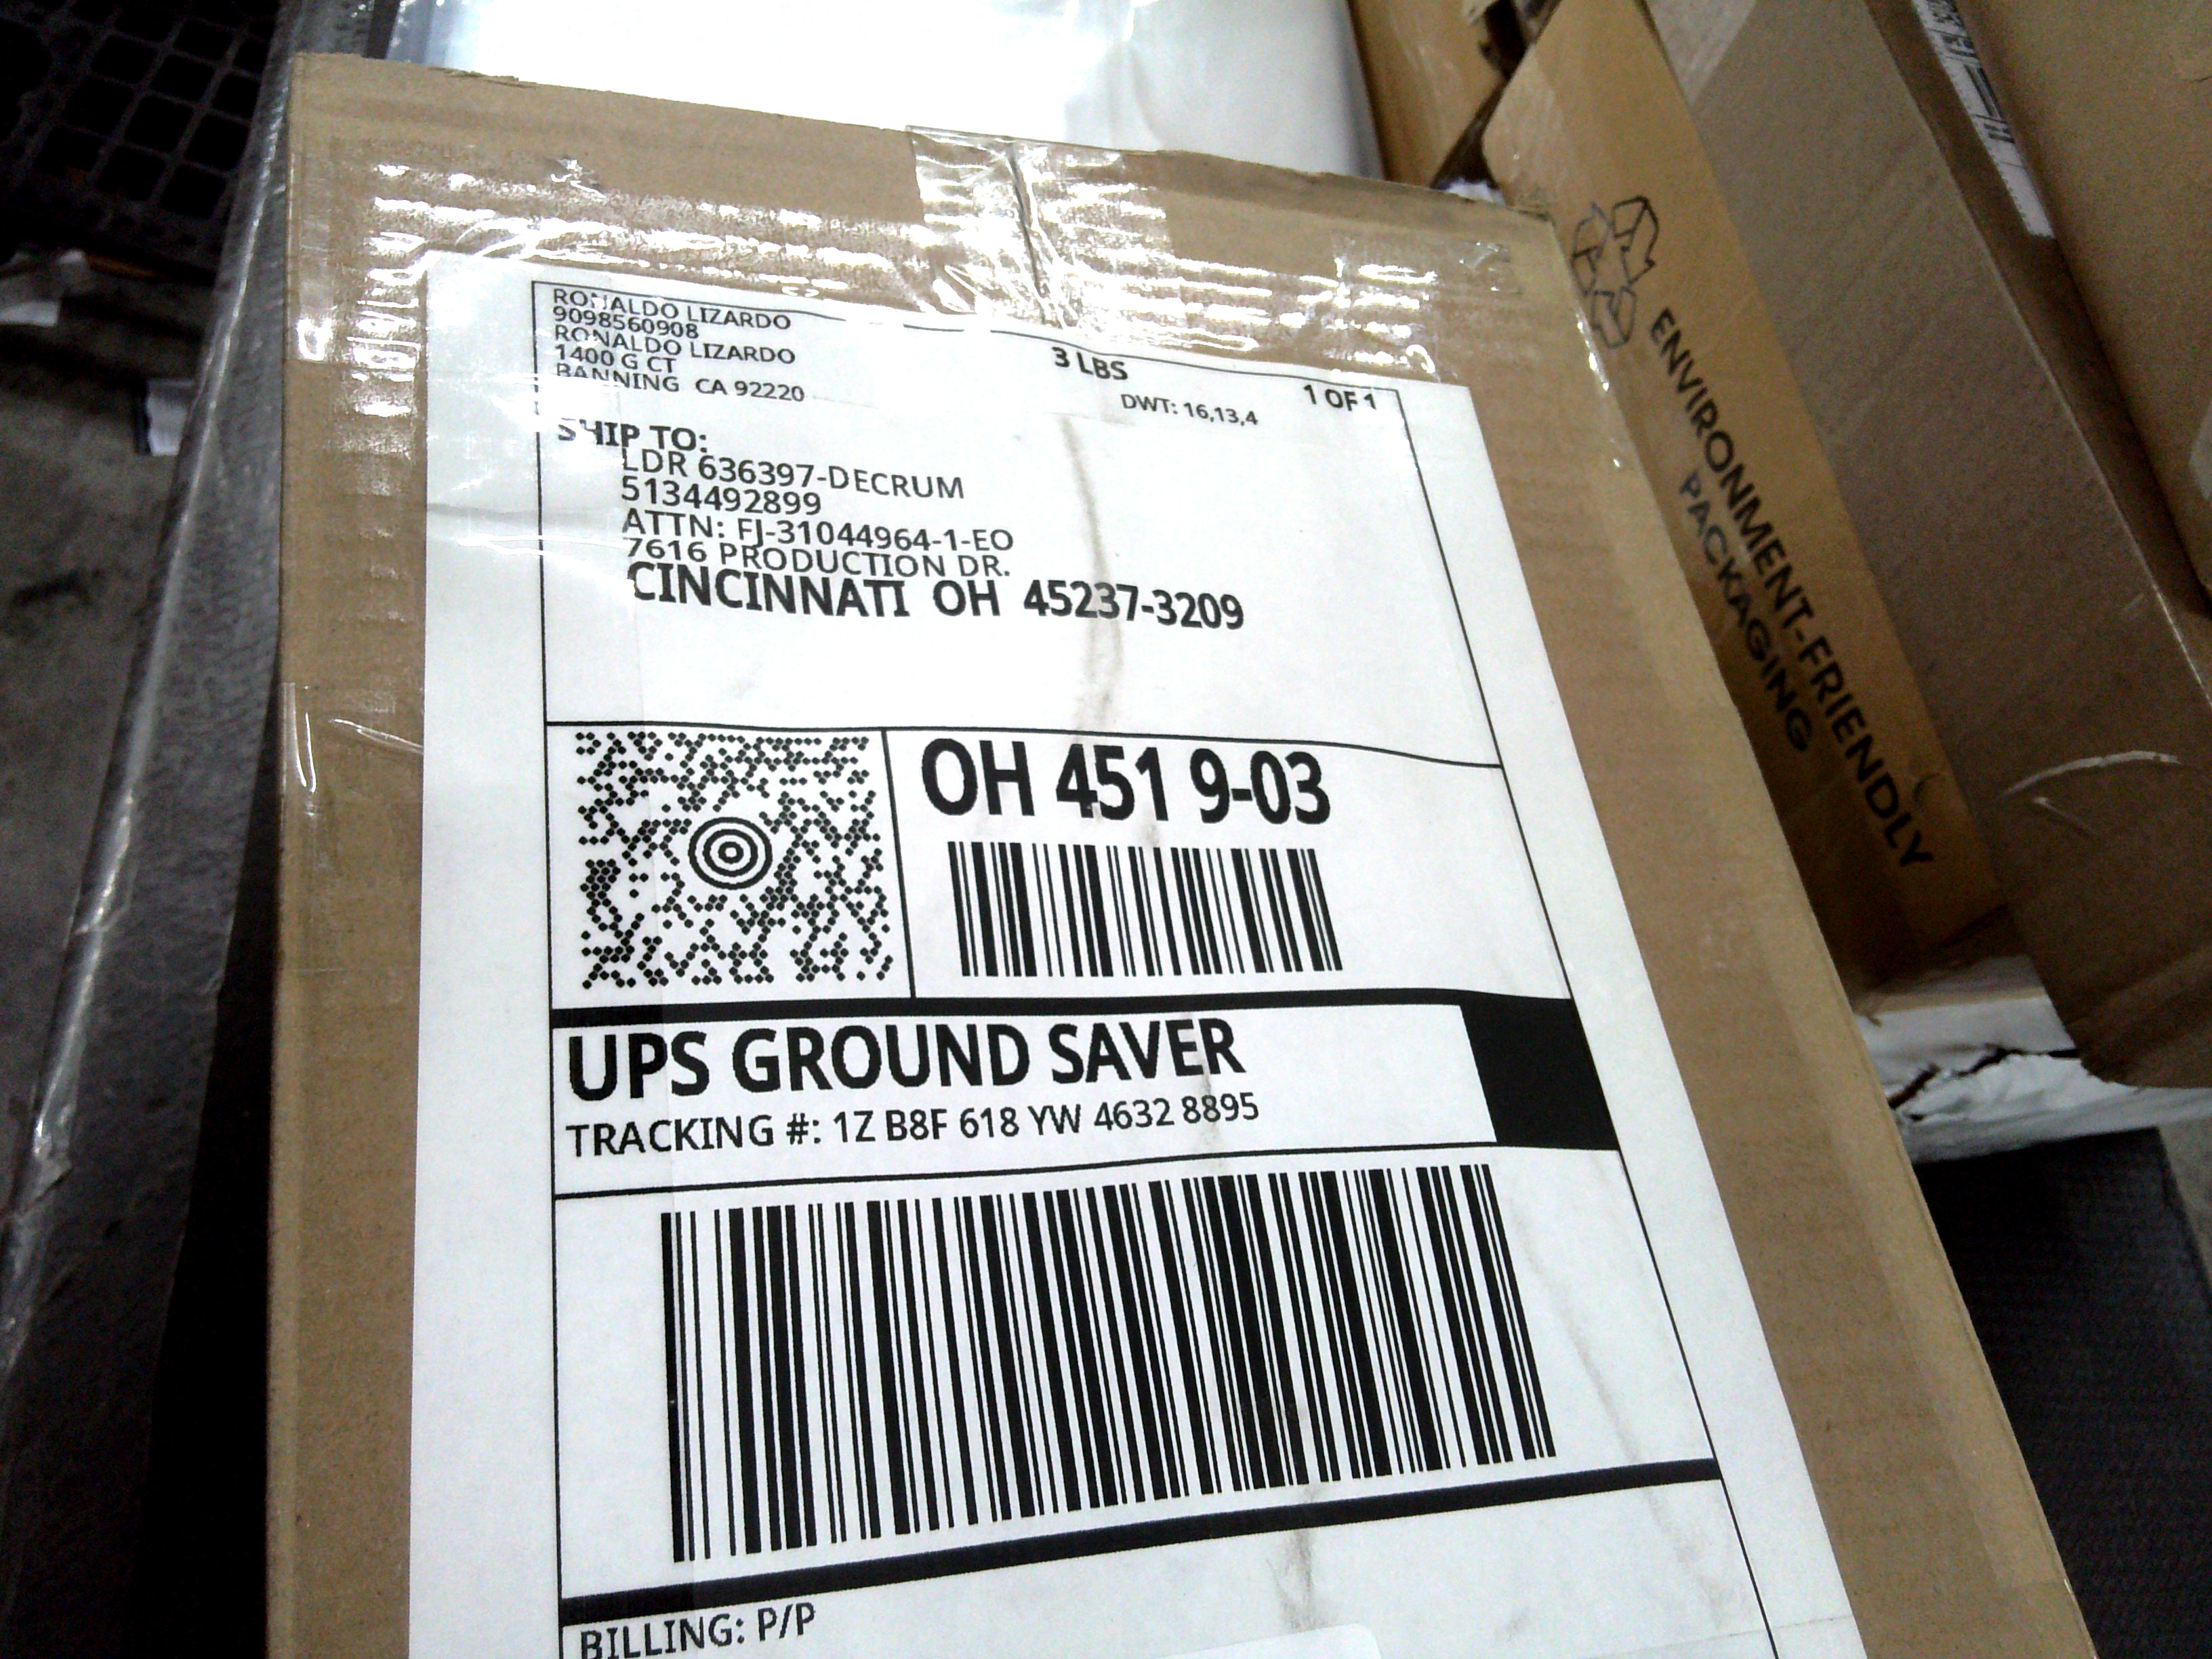 RONALDO LIZARDO
9098560908
RONALDO LIZARDO
1400 G CT
BANNING CA 92220
3 LBS
1 OF 1
DWT: 16,13,4
SHIP TO:
LDR 636397-DECRUM
5134492899
ATTN: FJ-31044964-1-EO
7616 PRODUCTION DR.
CINCINNATI OH 45237-3209
OH 451 9-03
UPS GROUND SAVER
TRACKING #: 1Z B8F 618 YW 4632 8895
BILLING: P/P
ENVIRONMENT-FRIENDLY
PACKAGING